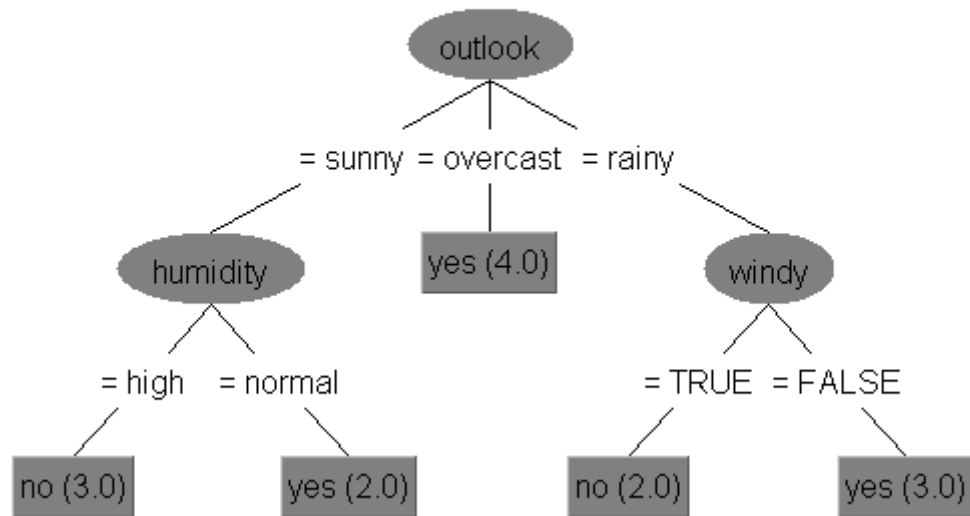 outlook
= sunny = overcast = rainy
humidity
yes (4.0)
windy
= high = normal
= TRUE = FALSE
no (3.0)
yes (2.0)
no (2.0)
yes (3.0)